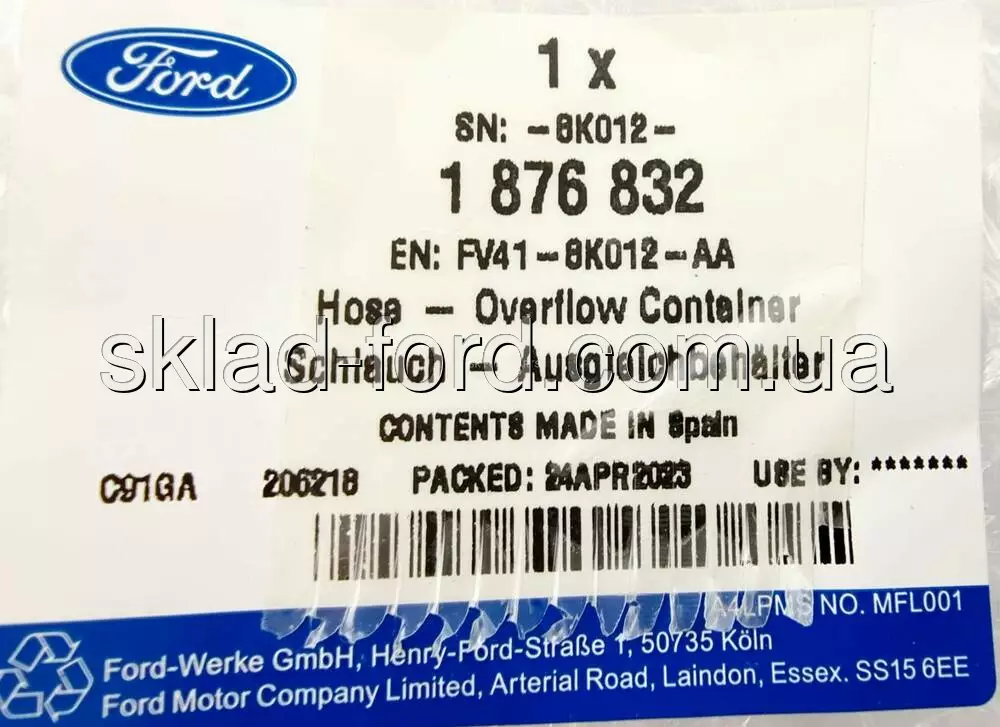 Ford
1 x
SN: -8K012-
1 876 832
EN: FV41-8K012-AA
Hose - Overflow Container
sklad-ford.com.ua
Schlauch - Ausgleichbehälter
CONTENTS MADE IN Spain
C91GA 206218 PACKED: 24APR2023 USE BY: *******
A4LPMS NO. MFL001
Ford-Werke GmbH, Henry-Ford-Straße 1, 50735 Köln
Ford Motor Company Limited, Arterial Road, Laindon, Essex. SS15 6EE